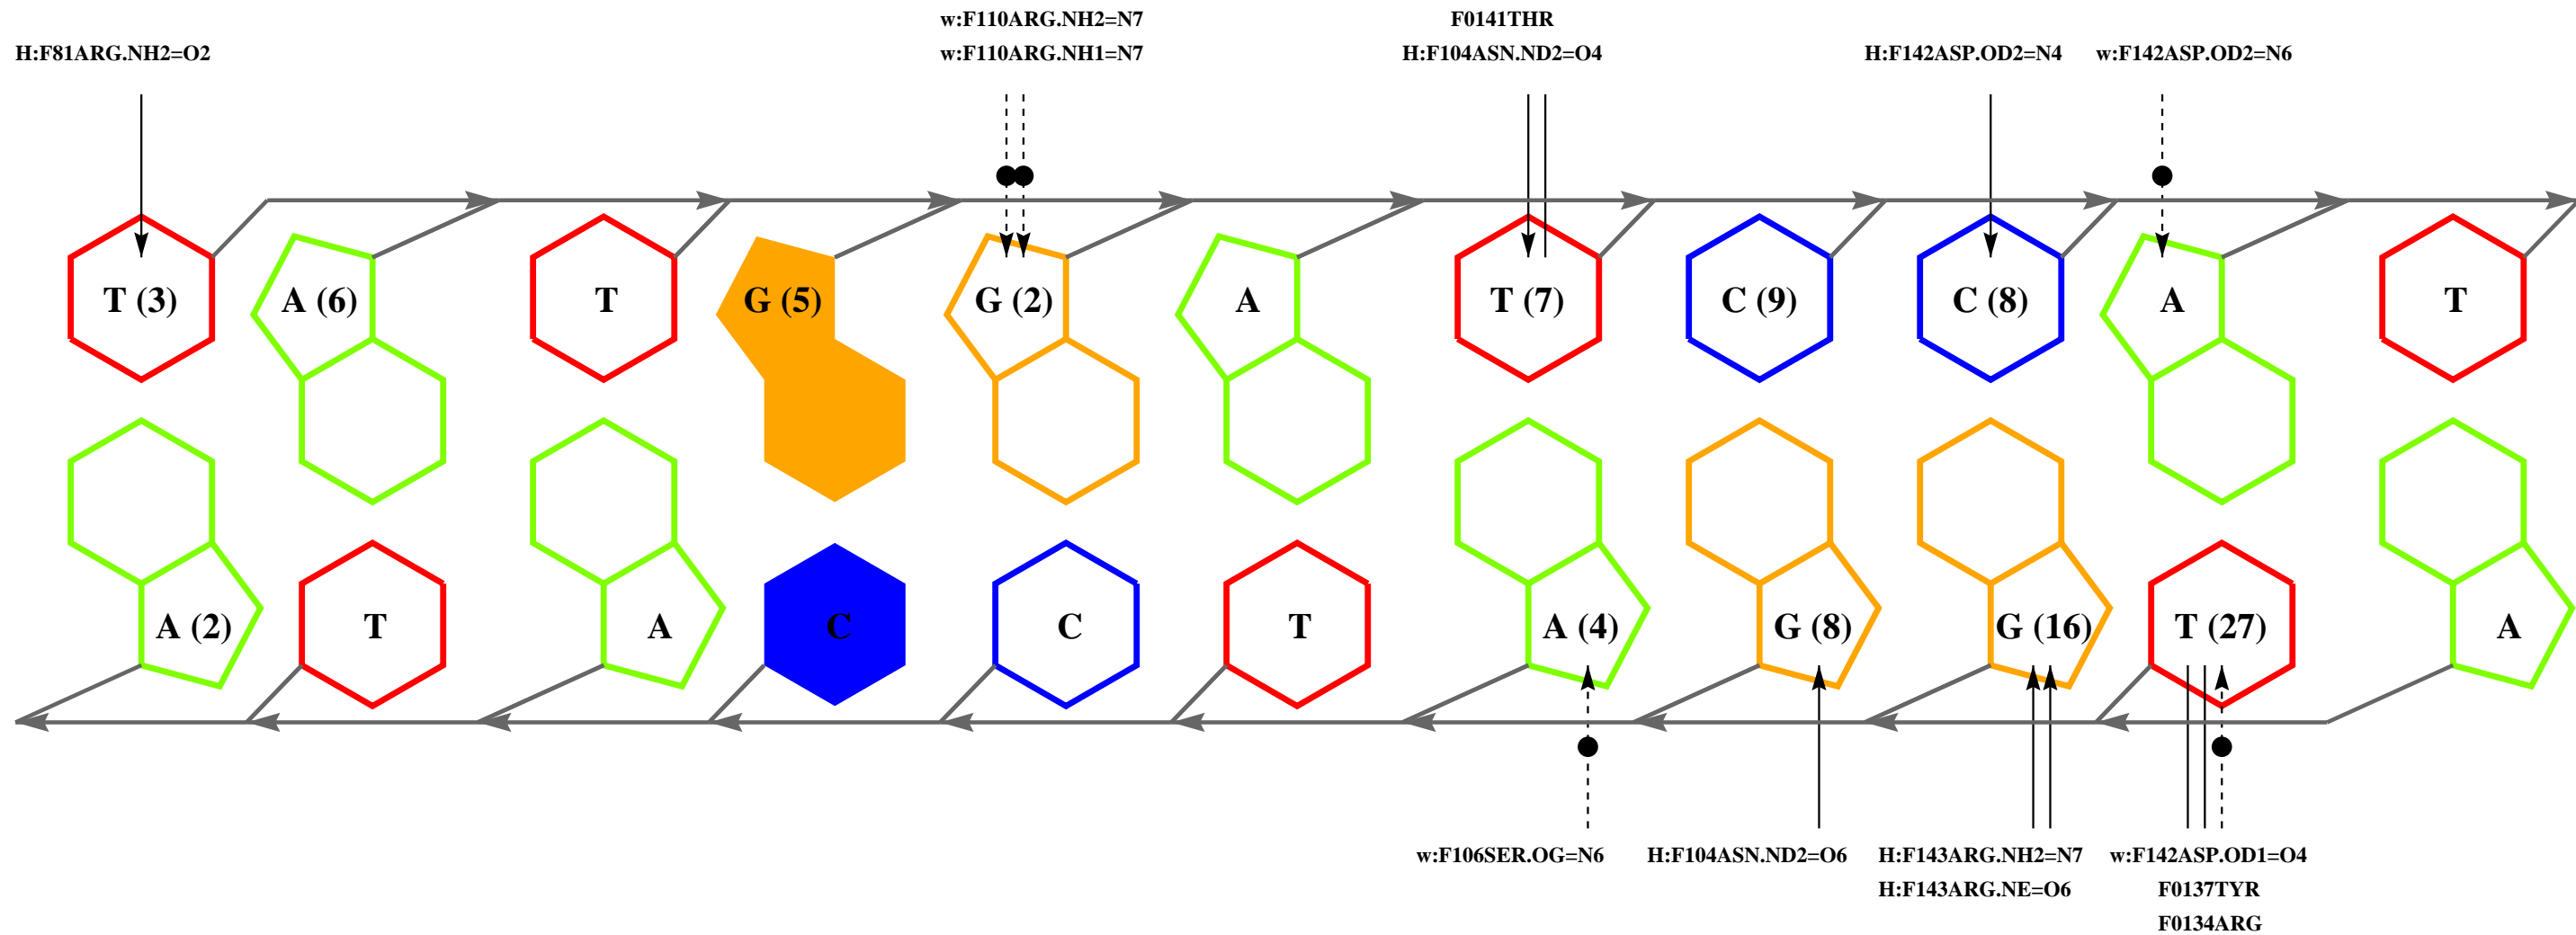 w:F110ARG.NH2=N7 F0141THR
H:F81ARG.NH2=O2 w:F110ARG.NH1=N7 H:F104ASN.ND2=O4 H:F142ASP.OD2=N4 w:F142ASP.OD2=N6
T (3) A (6) T G (5) G (2) A T (7) C (9) C (8) A T
A (2) T A C C T A (4) G (8) G (16) T (27) A
w:F106SER.OG=N6 H:F104ASN.ND2=O6 H:F143ARG.NH2=N7 w:F142ASP.OD1=O4
H:F143ARG.NE=O6 F0137TYR
F0134ARG